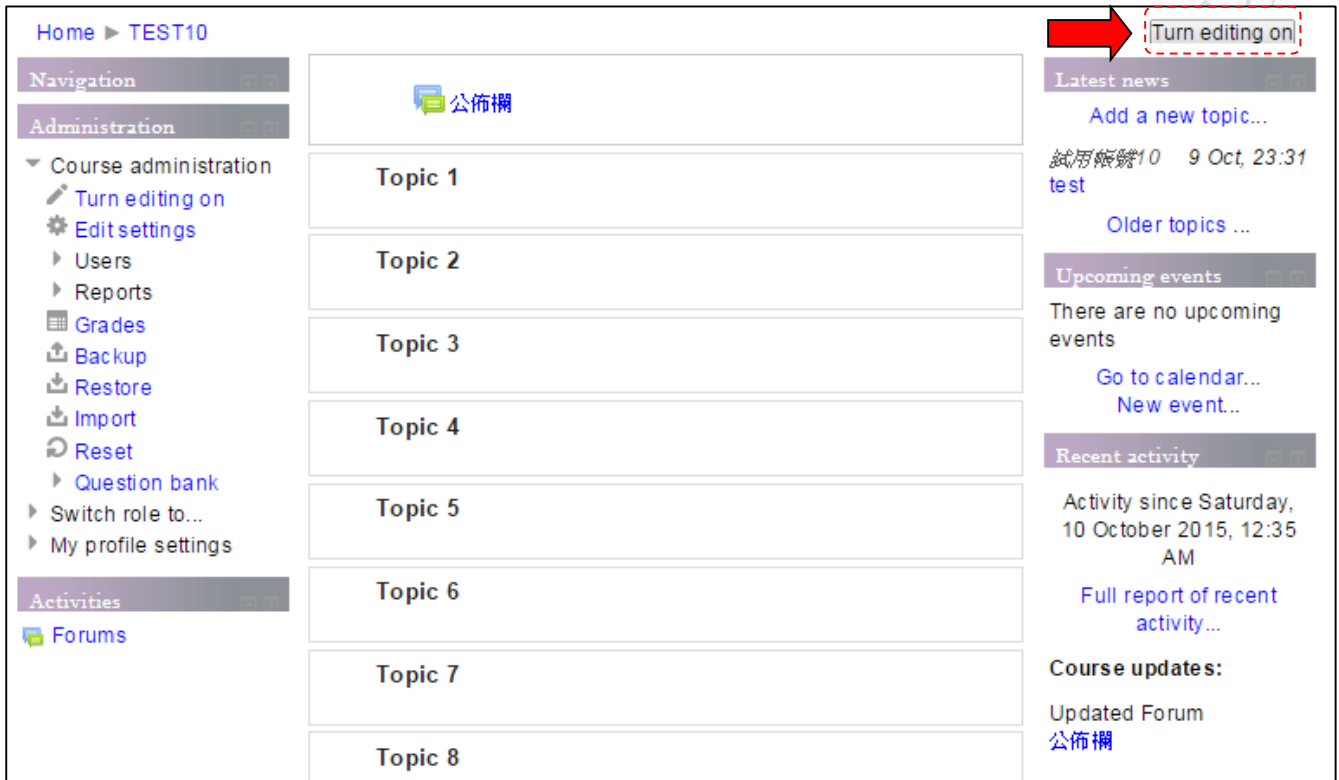 Home ► TEST10
Turn editing on
Navigation
Administration
Course administration
Turn editing on
Edit settings
Users
Reports
Grades
Backup
Restore
Import
Reset
Question bank
Switch role to...
My profile settings
Activities
Forums
公佈欄
Topic 1
Topic 2
Topic 3
Topic 4
Topic 5
Topic 6
Topic 7
Topic 8
Latest news
Add a new topic...
試用帳號10 9 Oct, 23:31
test
Older topics ...
Upcoming events
There are no upcoming
events
Go to calendar...
New event...
Recent activity
Activity since Saturday,
10 October 2015, 12:35
AM
Full report of recent
activity...
Course updates:
Updated Forum
公佈欄